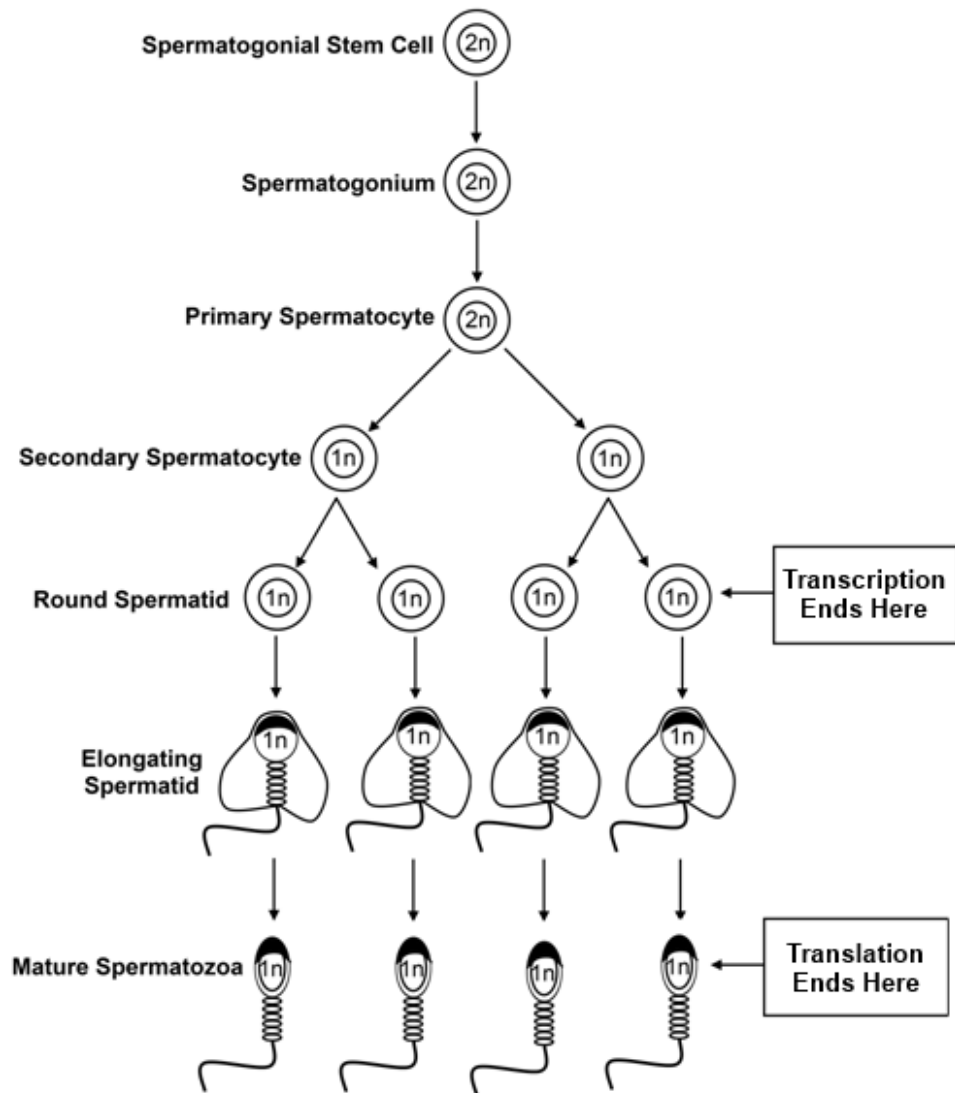 Spermatogonial Stem Cell
2n
Spermatogonium
2n
Primary Spermatocyte
2n
Secondary Spermatocyte
1n
1n
Round Spermatid
1n
1n
1n
1n
Transcription
Ends Here
Elongating
Spermatid
1n
1n
1n
1n
Mature Spermatozoa
1n
1n
1n
1n
Translation
Ends Here